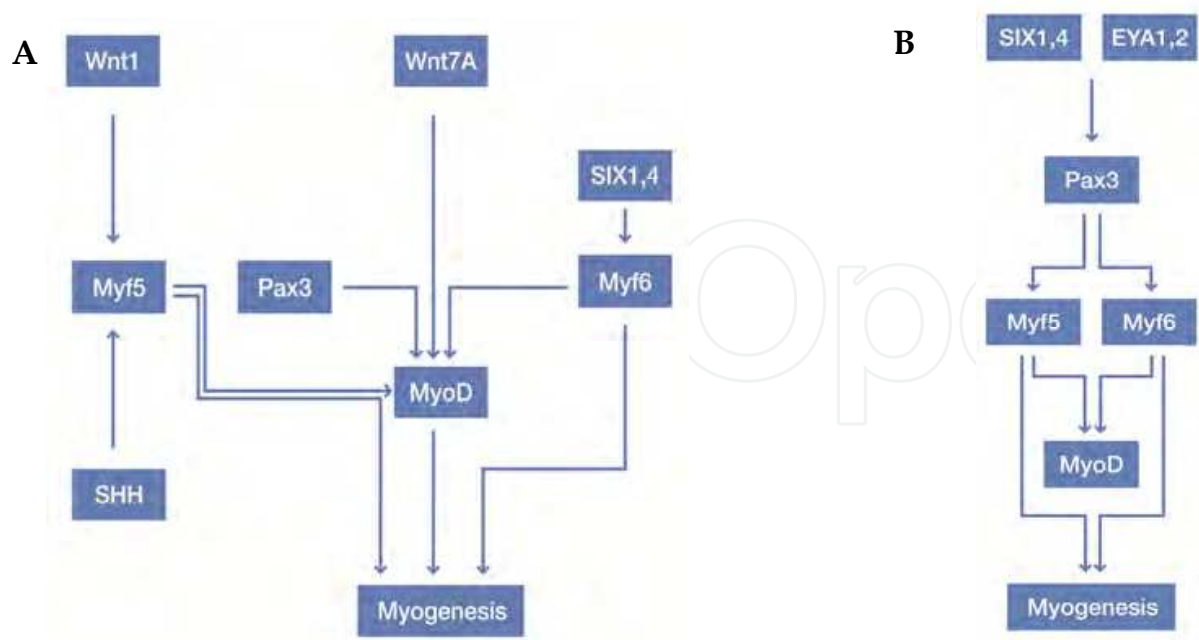 A
Wnt1
Wnt7A
SIX1,4
Myf5
Pax3
Myf6
MyoD
SHH
Myogenesis
B
SIX1,4 EYA1,2
Pax3
Myf5 Myf6
MyoD
Myogenesis
Op